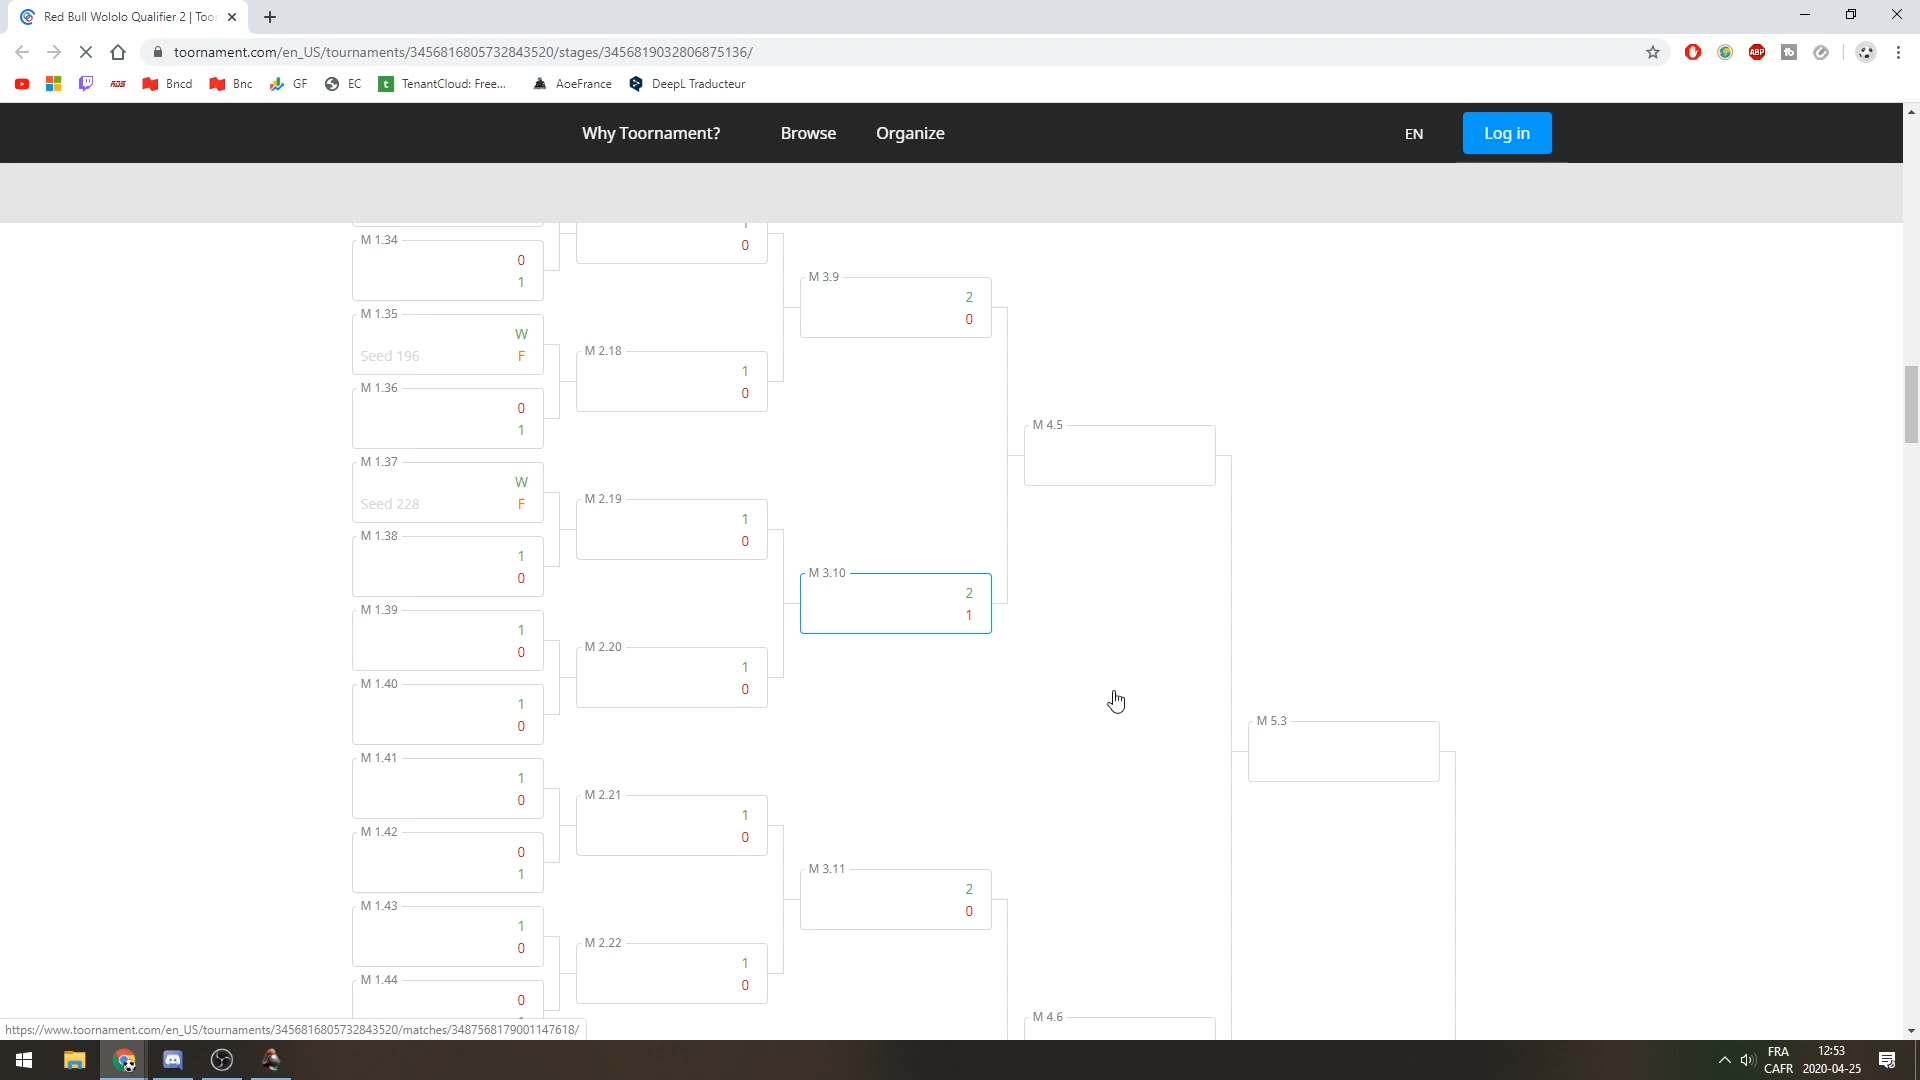 Red Bull Wololo Qualifier 2 | Toor
toornament.com/en_US/tournaments/3456816805732843520/stages/3456819032806875136/
ABP
Bncd
Bnc
GF
EC
t
TenantCloud: Free...
AoeFrance
DeepL Traducteur
Why Toornament?
Browse
Organize
EN
Log in
1
0
M 1.34
0
1
M 3.9
2
0
M 1.35
W
Seed 196
F
M 2.18
1
0
M 1.36
0
1
M 4.5
M 1.37
W
Seed 228
F
M 2.19
1
0
M 1.38
1
0
M 3.10
2
1
M 1.39
1
0
M 2.20
1
0
M 1.40
1
0
M 5.3
M 1.41
1
0
M 2.21
1
0
M 1.42
0
1
M 3.11
2
0
M 1.43
1
0
M 2.22
1
0
M 1.44
0
M 4.6
https://www.toornament.com/en_US/tournaments/3456816805732843520/matches/3487568179001147618/
FRA
CAFR
12:53
2020-04-25